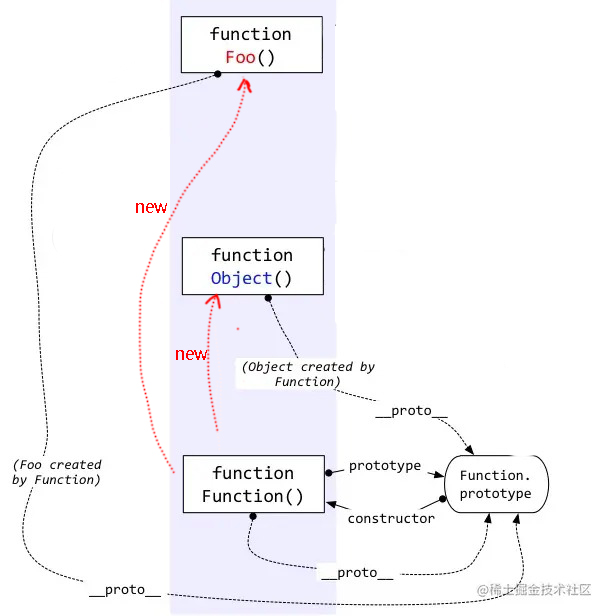 function
Foo()
new
function
Object()
new
(Object created by
Function)
__proto__
(Foo created
by Function)
function
Function()
prototype
constructor
Function.
prototype
__proto__
__proto__
@稀土掘金技术社区